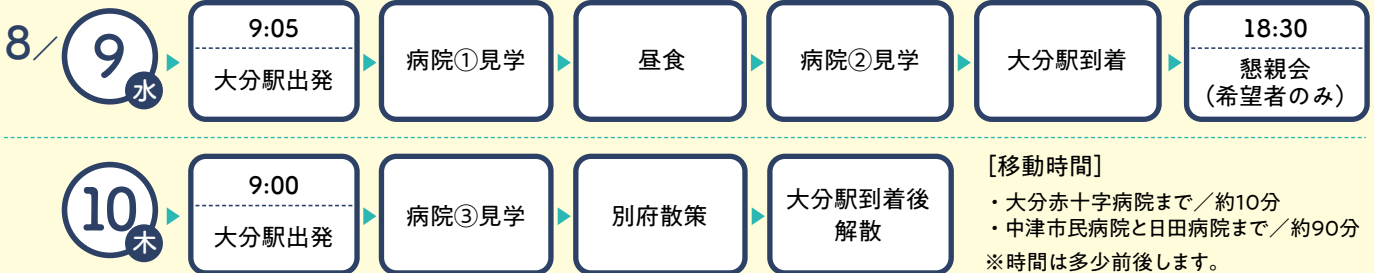 8／9水
9:05
大分駅出発
病院①見学
昼食
病院②見学
大分駅到着
18:30
懇親会
（希望者のみ）
10木
9:00
大分駅出発
病院③見学
別府散策
大分駅到着後
解散
［移動時間］
・大分赤十字病院まで／約10分
・中津市民病院と日田病院まで／約90分
※時間は多少前後します。